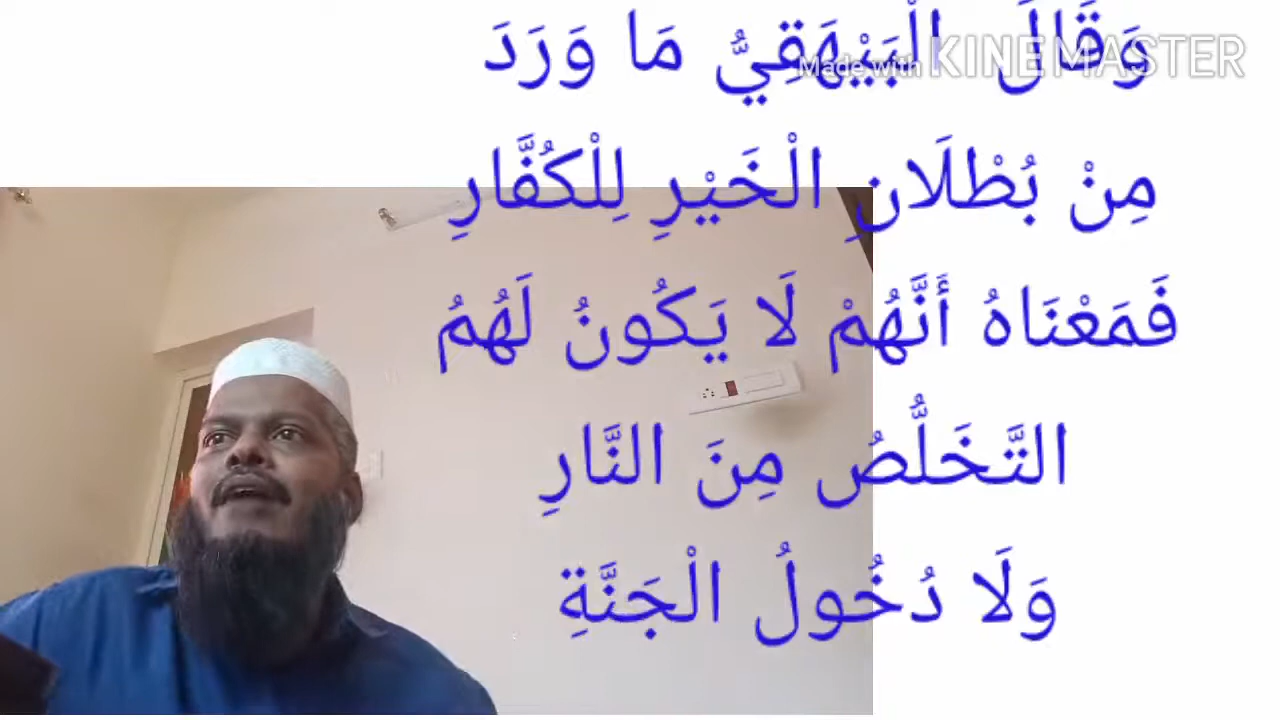 وَقَالَ الْبَيْهَقِيُّ مَا وَرَدَ
Made with KINEMASTER
مِنْ بُطْلَانِ الْخَيْرِ لِلْكُفَّارِ
فَمَعْنَاهُ أَنَّهُمْ لَا يَكُونُ لَهُمُ
التَّخَلُّصُ مِنَ النَّارِ
وَلَا دُخُولُ الْجَنَّةِ